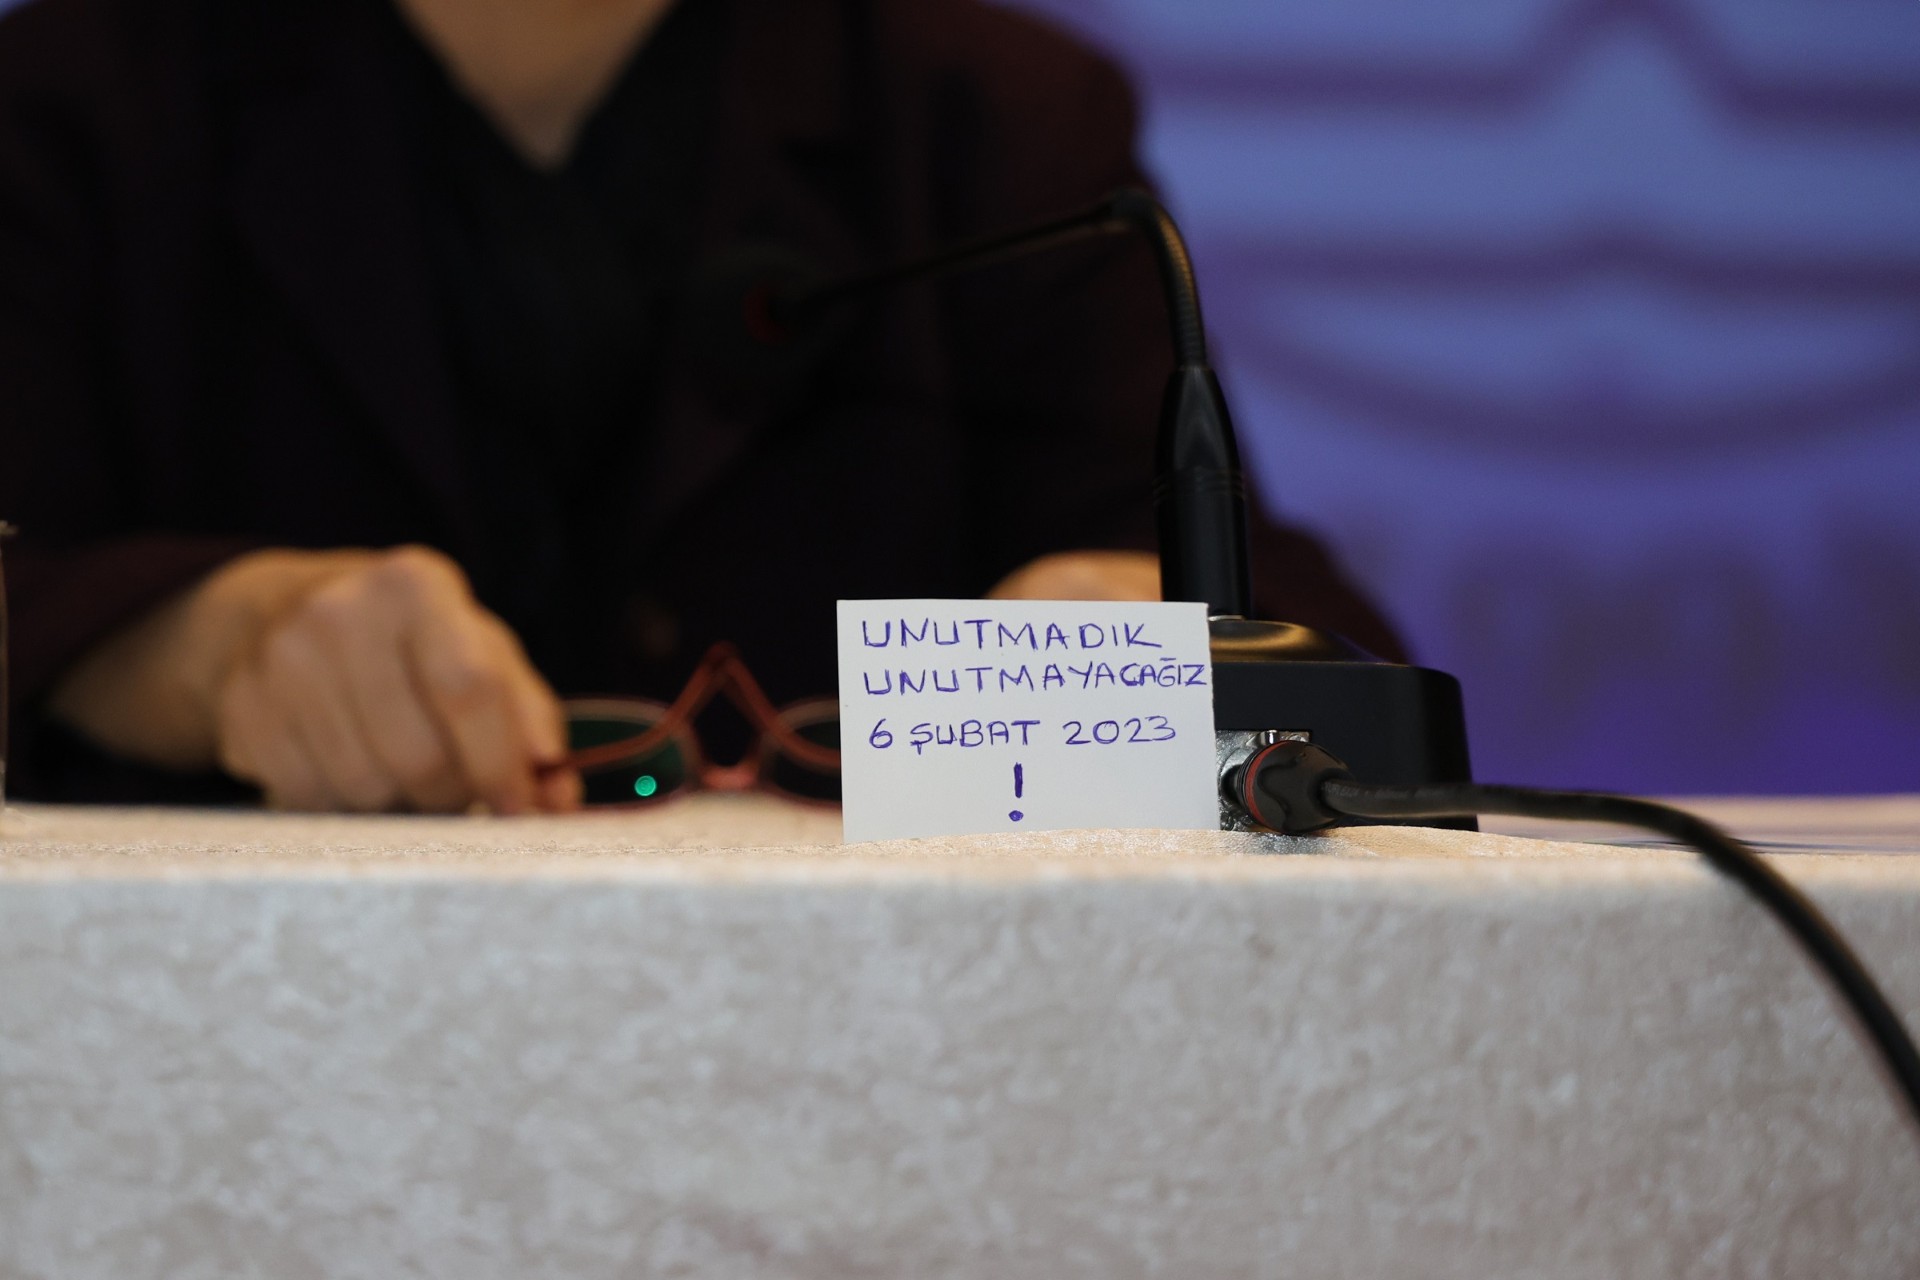 UNUTMADIK
UNUTMAYACAĞIZ
6 ŞUBAT 2023
!